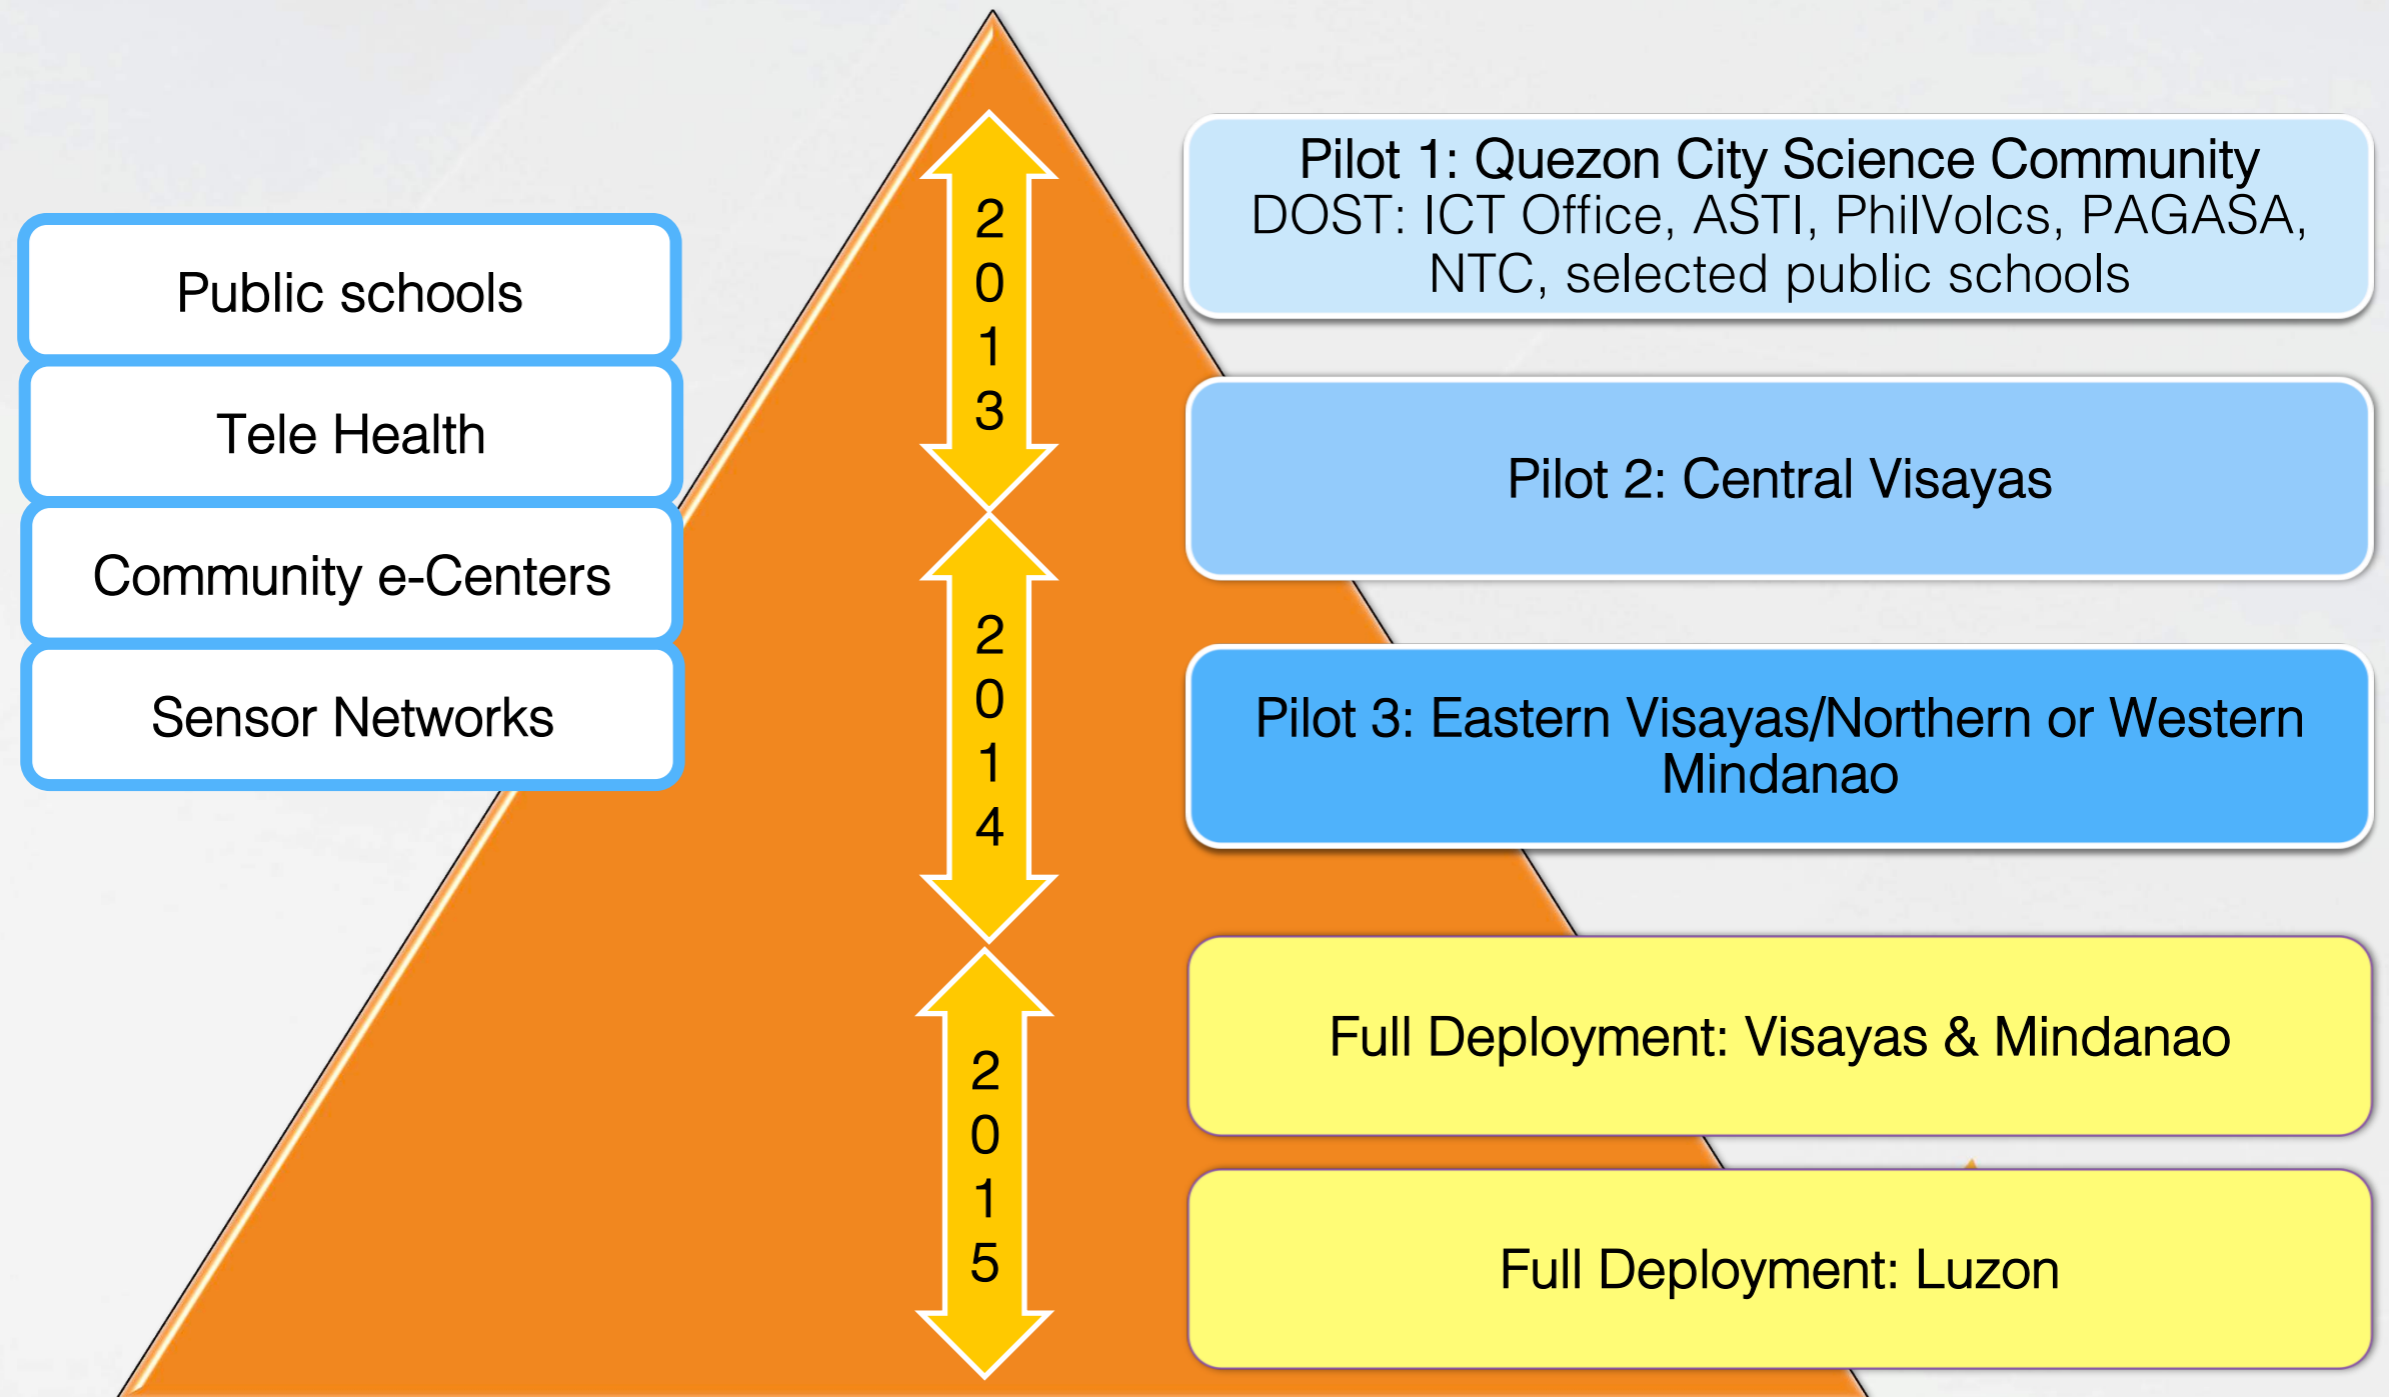 Public schools
Tele Health
Community e-Centers
Sensor Networks
2
0
1
3
2
0
1
4
2
0
1
5
Pilot 1: Quezon City Science Community
DOST: ICT Office, ASTI, PhilVolcs, PAGASA,
NTC, selected public schools
Pilot 2: Central Visayas
Pilot 3: Eastern Visayas/Northern or Western
Mindanao
Full Deployment: Visayas & Mindanao
Full Deployment: Luzon